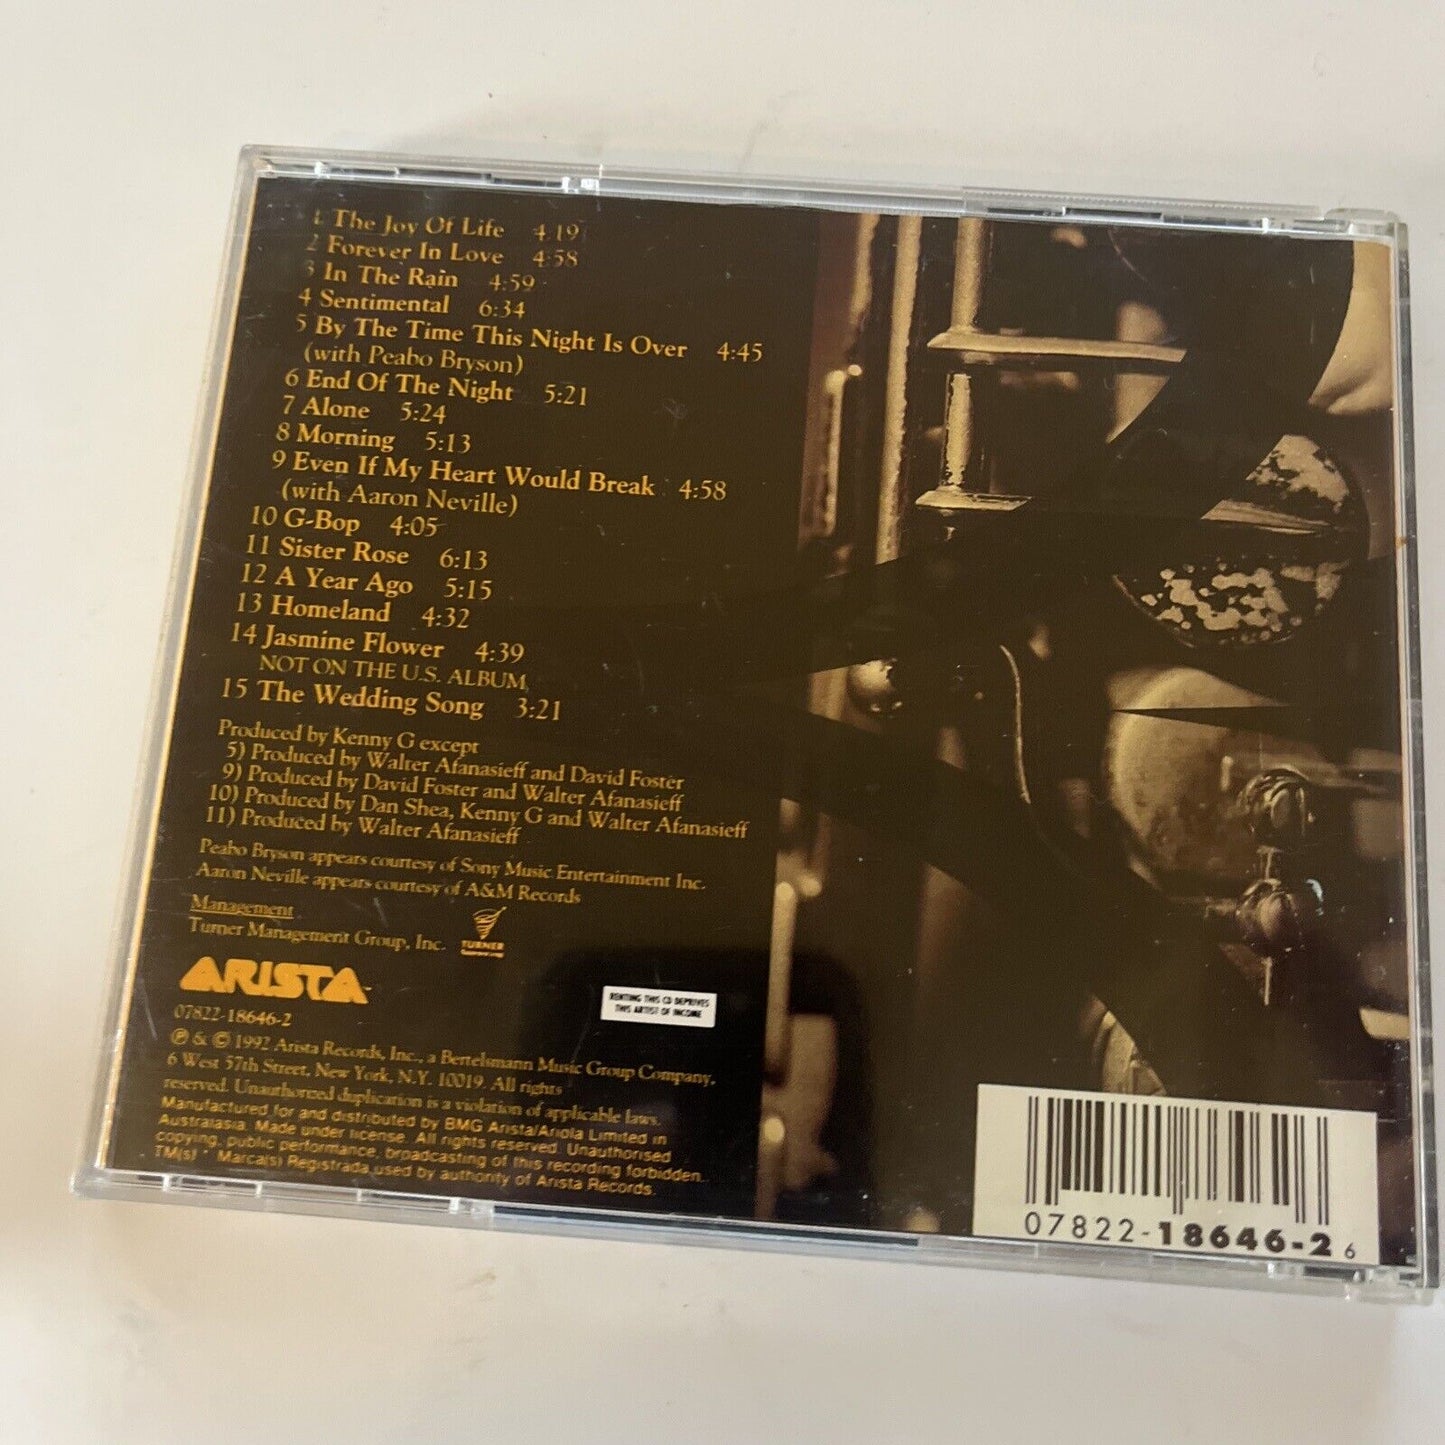 1 The Joy Of Life 4.19
2 Forever In Love 4:58
3 In The Rain 4:59
4 Sentimental 6:34
5 By The Time This Night Is Over 4:45
(with Peabo Bryson)
6 End Of The Night 5:21
7 Alone 5:24
8 Morning 5:13
9 Even If My Heart Would Break 4:58
(with Aaron Neville)
10 G-Bop 4:05
11 Sister Rose 6:13
12 A Year Ago 5:15
13 Homeland 4:32
14 Jasmine Flower 4:39
NOT ON THE U.S. ALBUM
15 The Wedding Song 3:21
Produced by Kenny G except
5) Produced by Walter Afanasieff and David Foster
9) Produced by David Foster and Walter Afanasieff
10) Produced by Dan Shea, Kenny G and Walter Afanasieff
11) Produced by Walter Afanasieff
Peabo Bryson appears courtesy of Sony Music Entertainment Inc.
Aaron Neville appears courtesy of A&M Records
Management
Turner Management Group, Inc.
TURNER
ARISTA
RENTING THIS CD DEPRIVES
THIS ARTIST OF INCOME
07822-18646-2
℗ & © 1992 Arista Records, Inc., a Bertelsmann Music Group Company,
6 West 57th Street, New York, N.Y. 10019. All rights
reserved. Unauthorized duplication is a violation of applicable laws.
Manufactured for and distributed by BMG Arista/Ariola Limited in
Australasia. Made under license. All rights reserved. Unauthorised
copying, public performance, broadcasting of this recording forbidden.
TM(s) * Marca(s) Registrada used by authority of Arista Records.
07822-18646-2 6